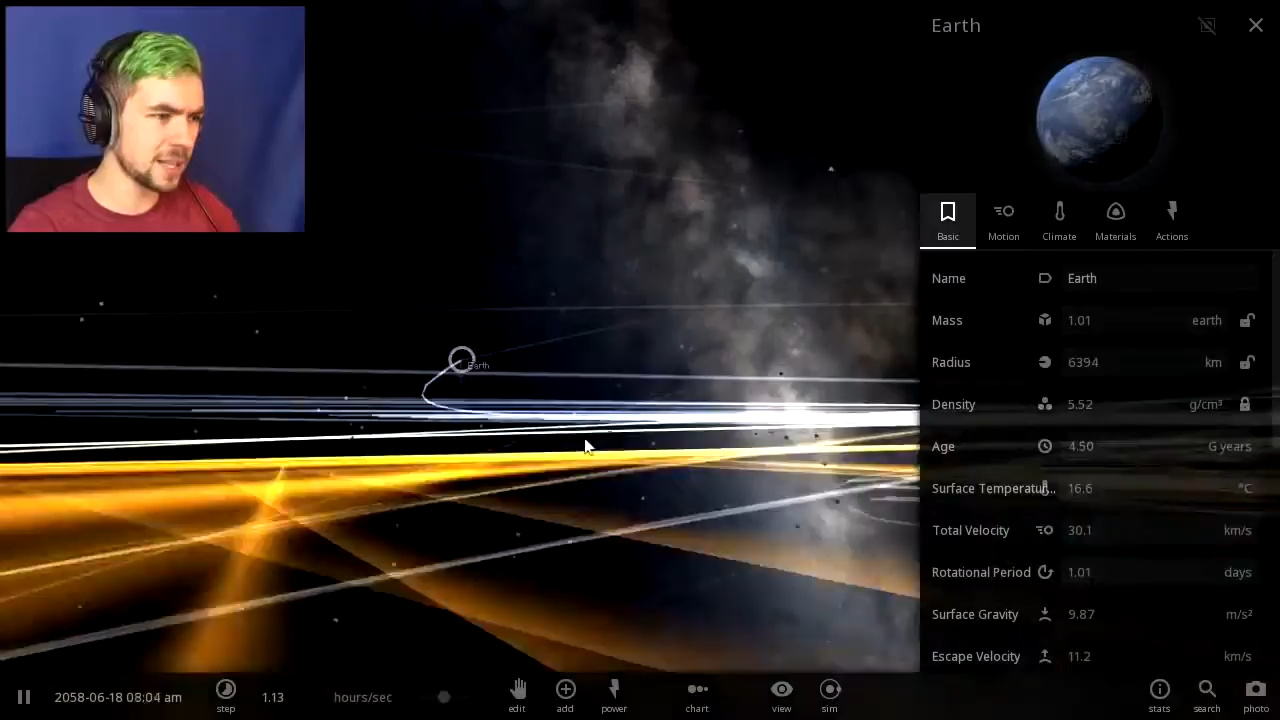 Earth
Basic
Motion
Climate
Materials
Actions
Name Earth
Mass 1.01 earth
Radius 6394 km
Density 5.52 g/cm³
Age 4.50 G years
Surface Temperatur... 16.6 °C
Total Velocity 30.1 km/s
Rotational Period 1.01 days
Surface Gravity 9.87 m/s²
Escape Velocity 11.2 km/s
Earth
2058-06-18 08:04 am
step
1.13 hours/sec
edit
add
power
chart
view
sim
stats
search
photo